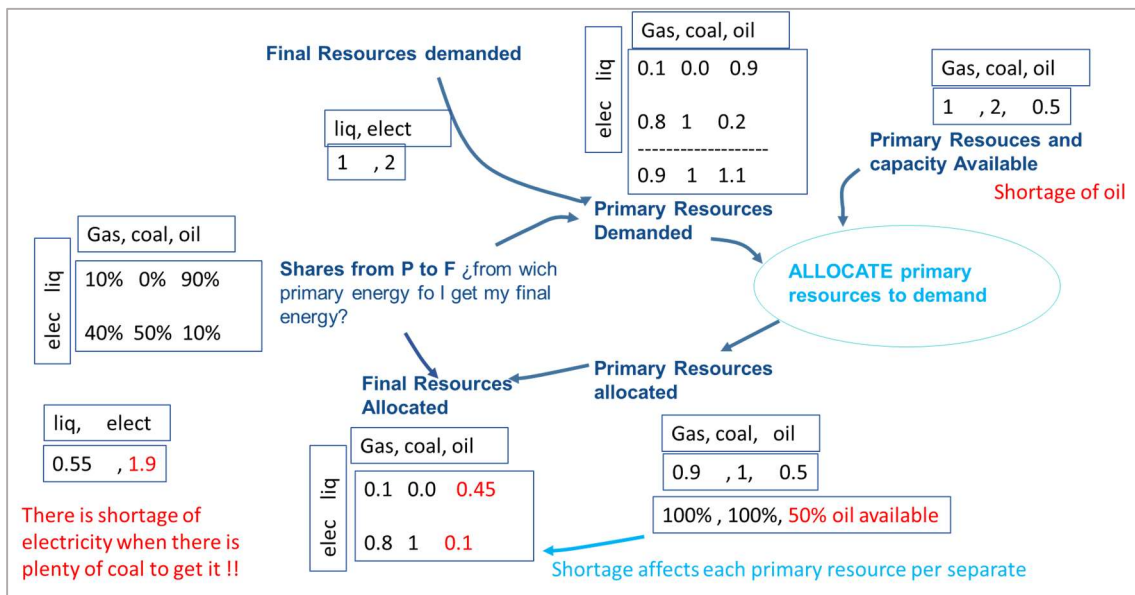 Final Resources demanded
liq, elect
1 , 2
Gas, coal, oil
elec liq
0.1 0.0 0.9
0.8 1 0.2
-------------------
0.9 1 1.1
Gas, coal, oil
1 , 2, 0.5
Primary Resouces and
capacity Available
Shortage of oil
Primary Resources
Demanded
Gas, coal, oil
elec liq
10% 0% 90%
40% 50% 10%
Shares from P to F ¿from wich
primary energy fo I get my final
energy?
ALLOCATE primary
resources to demand
Final Resources
Allocated
Primary Resources
allocated
liq, elect
0.55 , 1.9
There is shortage of
electricity when there is
plenty of coal to get it !!
Gas, coal, oil
elec liq
0.1 0.0 0.45
0.8 1 0.1
Gas, coal, oil
0.9 , 1, 0.5
100% , 100%, 50% oil available
Shortage affects each primary resource per separate